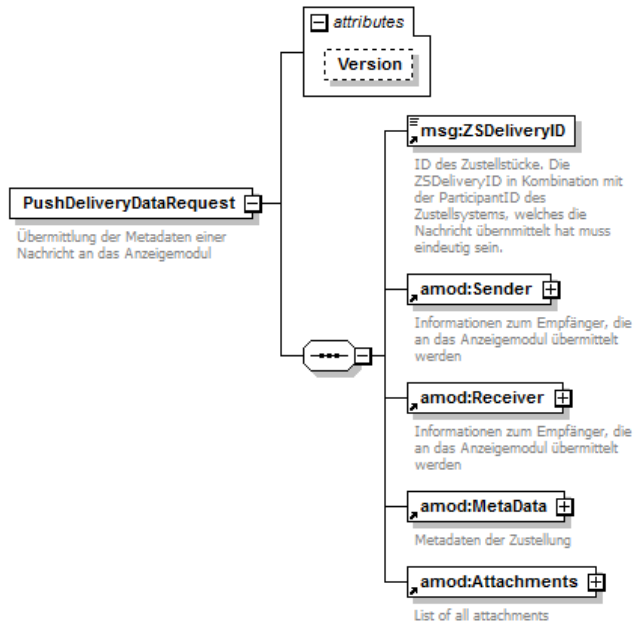 attributes
Version
PushDeliveryDataRequest
Übermittlung der Metadaten einer
Nachricht an das Anzeigemodul
msg:ZSDeliveryID
ID des Zustellstücke. Die
ZSDeliveryID in Kombination mit
der ParticipantID des
Zustellsystems, welches die
Nachricht übernmittelt hat muss
eindeutig sein.
amod:Sender
Informationen zum Empfänger, die
an das Anzeigemodul übermittelt
werden
amod:Receiver
Informationen zum Empfänger, die
an das Anzeigemodul übermittelt
werden
amod:MetaData
Metadaten der Zustellung
amod:Attachments
List of all attachments